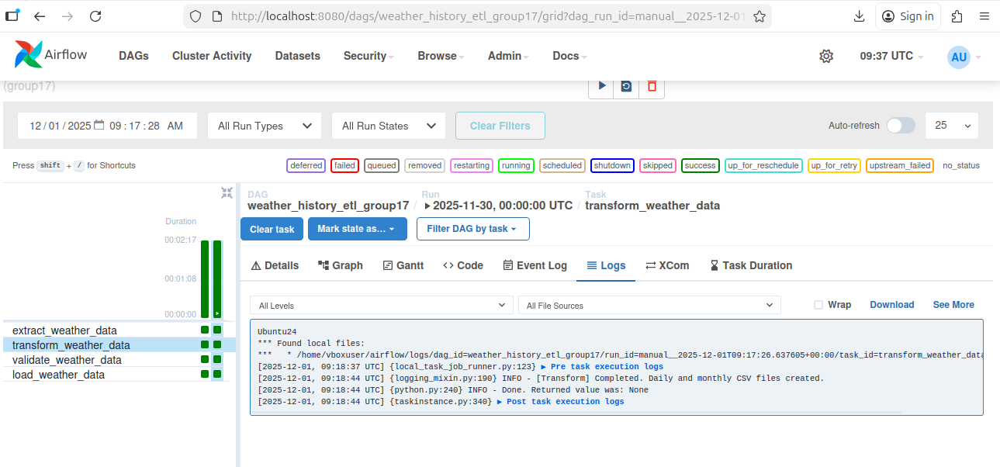 http://localhost:8080/dags/weather_history_etl_group17/grid?dag_run_id=manual__2025-12-01
Sign in
Airflow
DAGs Cluster Activity Datasets Security Browse Admin Docs 09:37 UTC AU
(group17)
12/01/2025 09:17:28 AM All Run Types All Run States Clear Filters Auto-refresh 25
Press shift + / for Shortcuts deferred failed queued removed restarting running scheduled shutdown skipped success up_for_reschedule up_for_retry upstream_failed no_status
DAG Run Task
weather_history_etl_group17 / 2025-11-30, 00:00:00 UTC / transform_weather_data
Clear task Mark state as... Filter DAG by task
Duration
00:02:17
00:01:08
00:00:00
Details Graph Gantt Code Event Log Logs XCom Task Duration
All Levels All File Sources Wrap Download See More
extract_weather_data
transform_weather_data
validate_weather_data
load_weather_data
Ubuntu24
*** Found local files:
*** * /home/vboxuser/airflow/logs/dag_id=weather_history_etl_group17/run_id=manual__2025-12-01T09:17:26.637605+00:00/task_id=transform_weather_data
[2025-12-01, 09:18:37 UTC] {local_task_job_runner.py:123} ▶ Pre task execution logs
[2025-12-01, 09:18:44 UTC] {logging_mixin.py:190} INFO - [Transform] Completed. Daily and monthly CSV files created.
[2025-12-01, 09:18:44 UTC] {python.py:240} INFO - Done. Returned value was: None
[2025-12-01, 09:18:44 UTC] {taskinstance.py:340} ▶ Post task execution logs